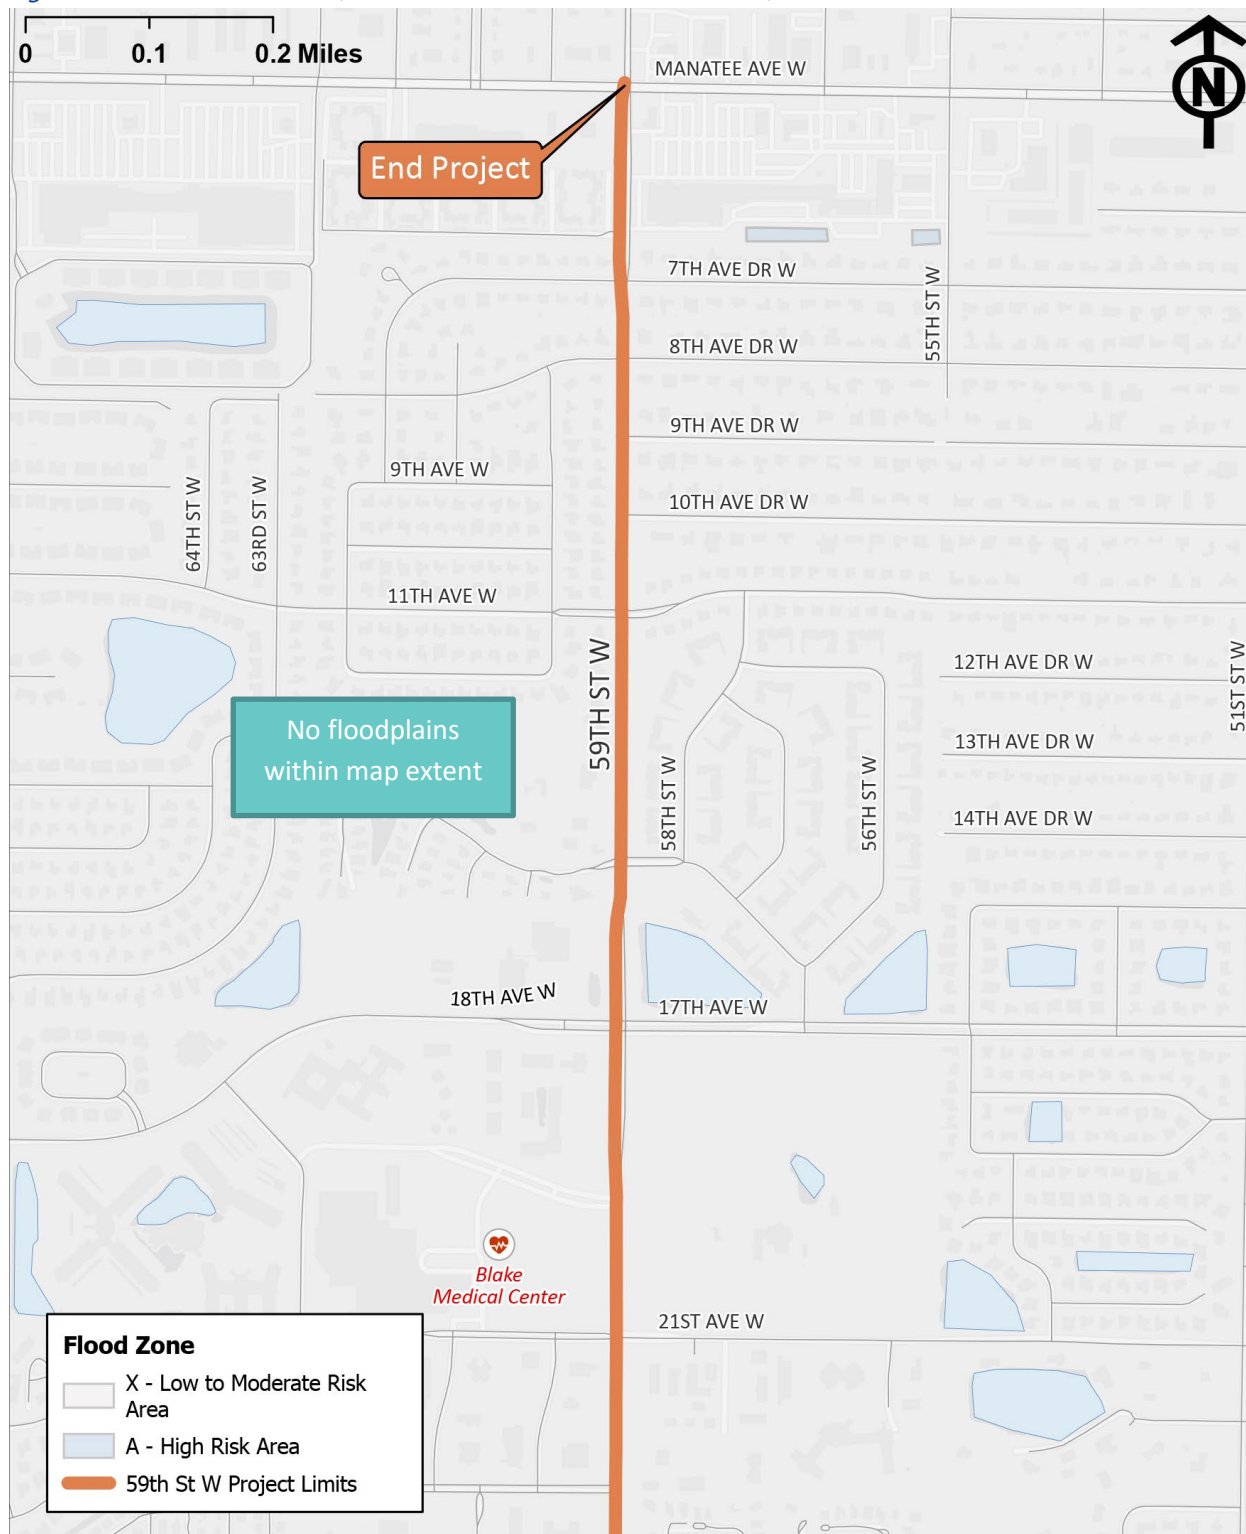 0 0.1 0.2 Miles
N
MANATEE AVE W
End Project
7TH AVE DR W
55TH ST W
8TH AVE DR W
9TH AVE DR W
9TH AVE W
10TH AVE DR W
64TH ST W
63RD ST W
11TH AVE W
59TH ST W
12TH AVE DR W
51ST ST W
No floodplains
within map extent
13TH AVE DR W
58TH ST W
56TH ST W
14TH AVE DR W
18TH AVE W
17TH AVE W
Blake
Medical Center
21ST AVE W
Flood Zone
X - Low to Moderate Risk
Area
A - High Risk Area
59th St W Project Limits